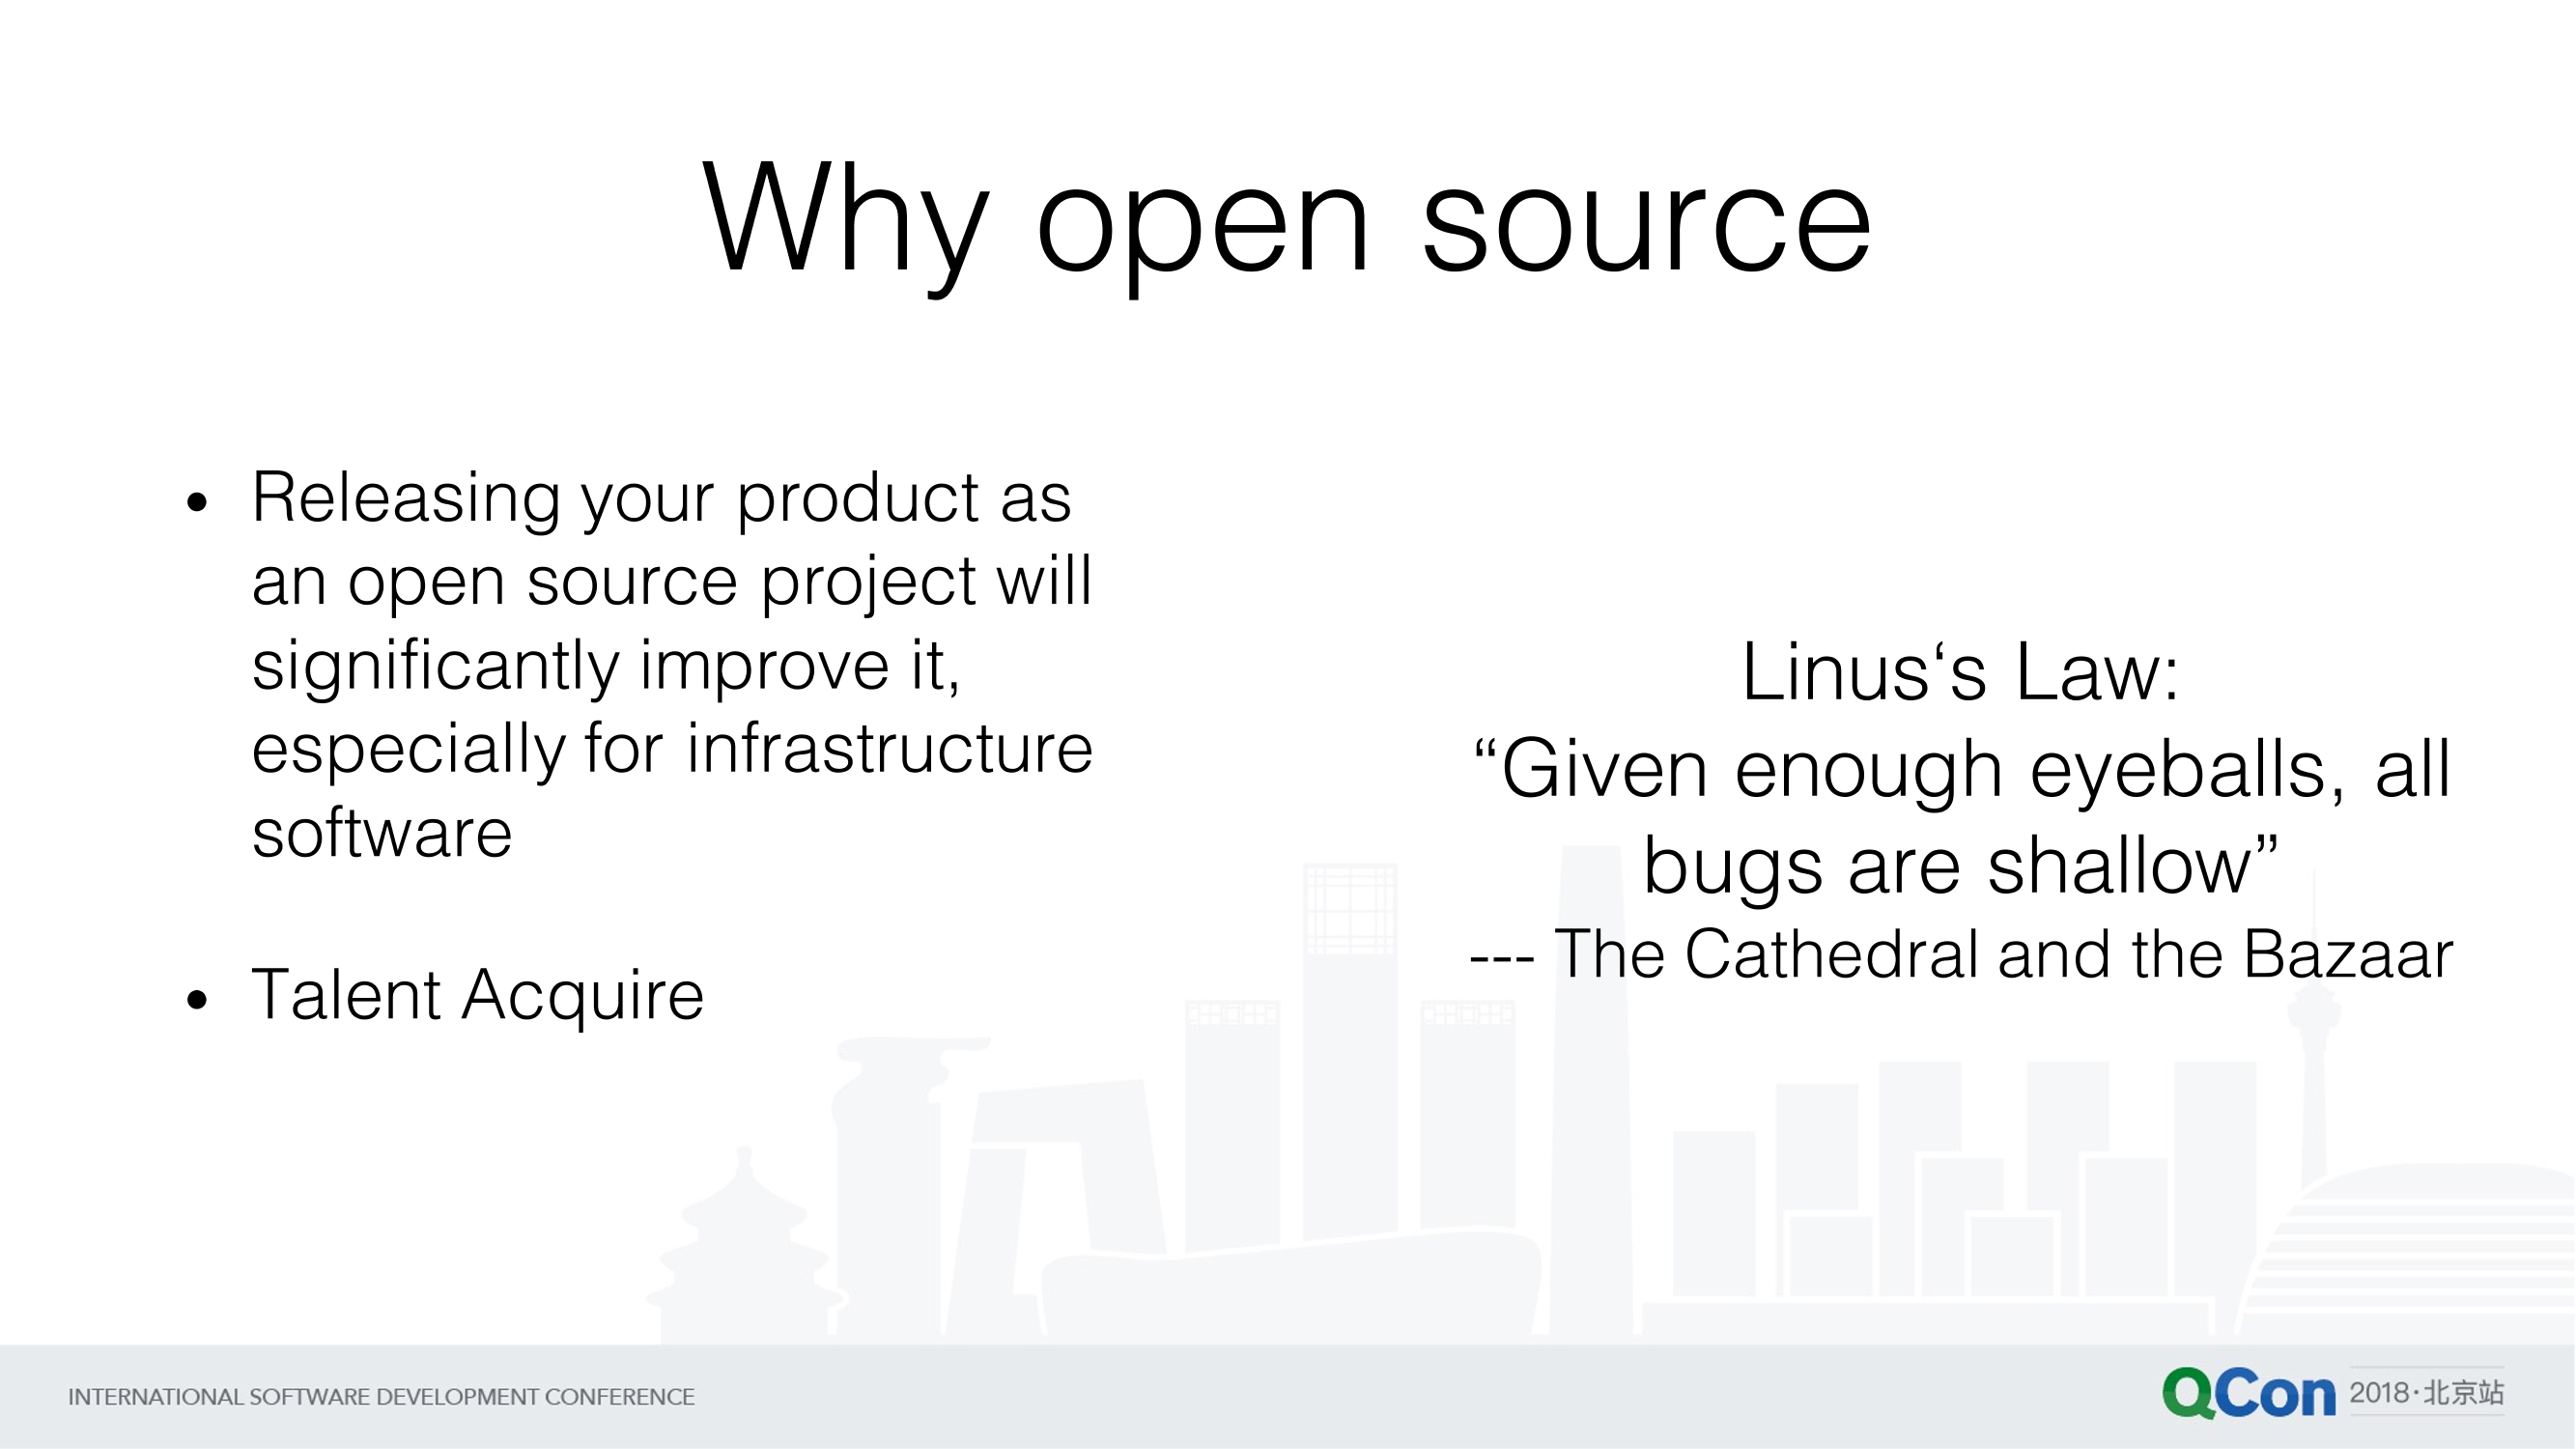 Why open source
• Releasing your product as
an open source project will
significantly improve it,
especially for infrastructure
software
• Talent Acquire
Linus‘s Law:
“Given enough eyeballs, all
bugs are shallow”
--- The Cathedral and the Bazaar
INTERNATIONAL SOFTWARE DEVELOPMENT CONFERENCE
QCon 2018·北京站